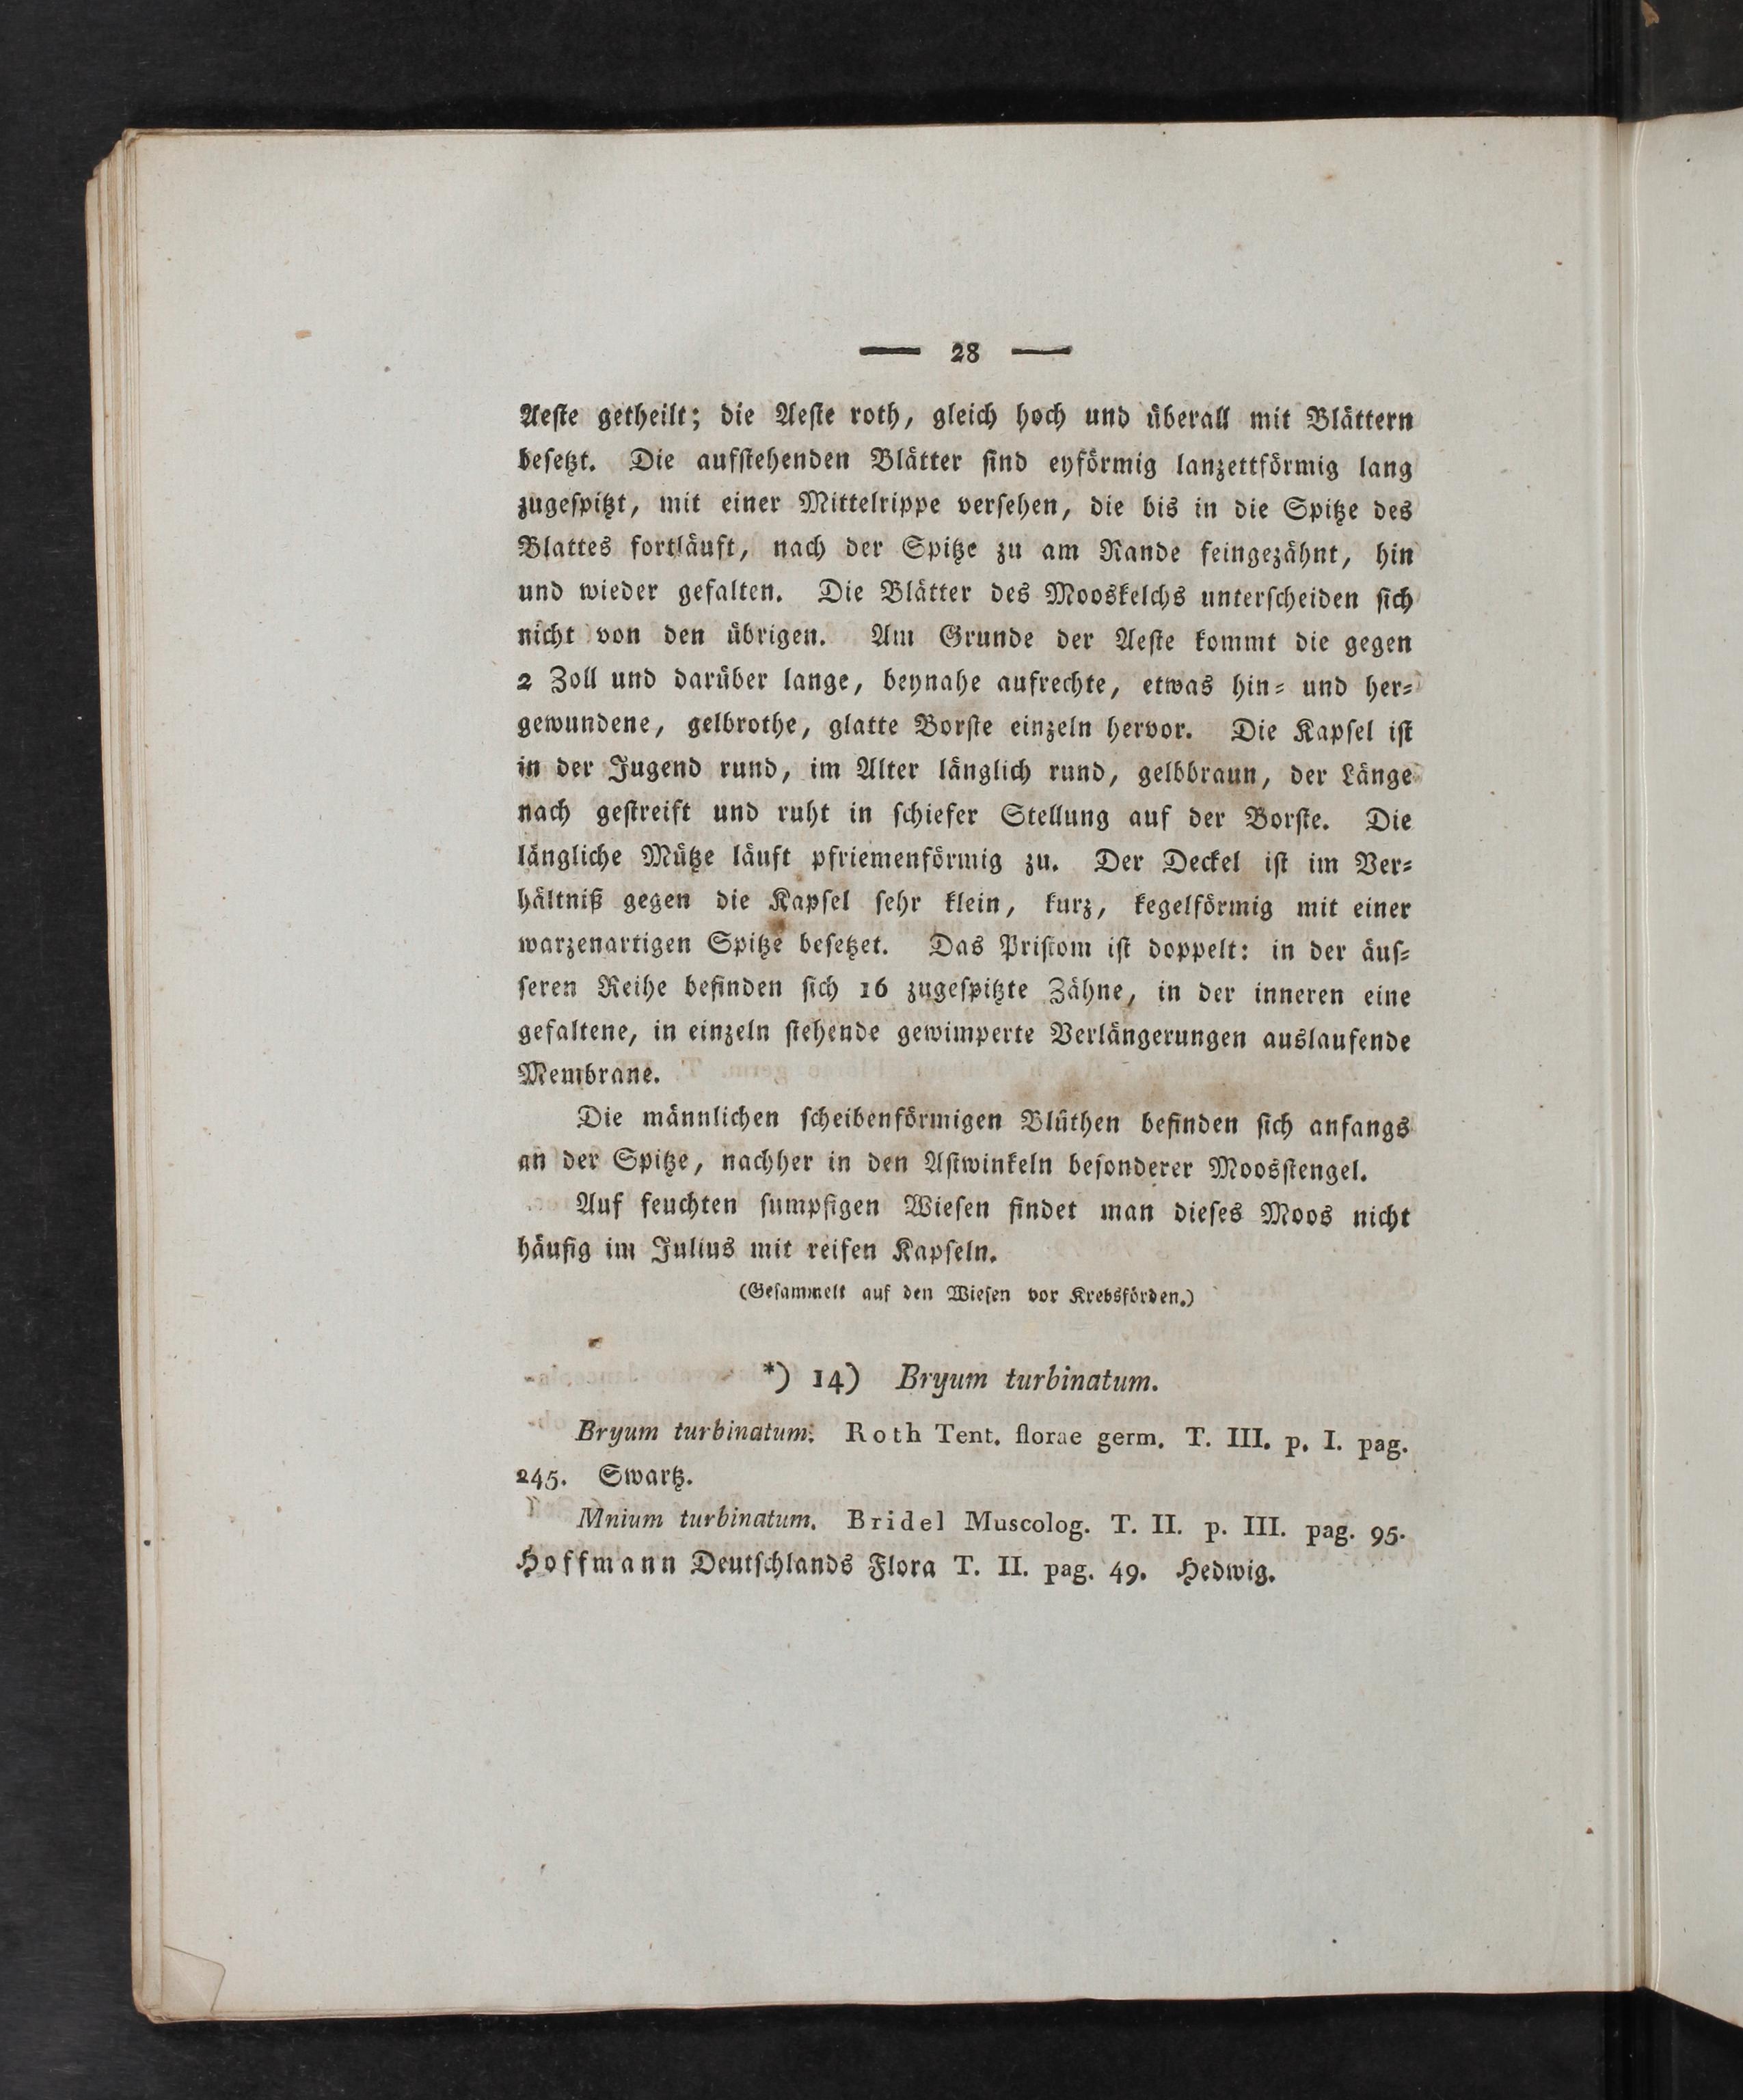 — 28 —
Aeſte getheilt; die Aeſte roth, gleich hoch und überall mit Blättern
beſetzt. Die aufſtehenden Blätter ſind eyförmig lanzettförmig lang
zugeſpitzt, mit einer Mittelrippe verſehen, die bis in die Spitze des
Blattes fortläuft, nach der Spitze zu am Rande feingezähnt, hin
und wieder gefalten. Die Blätter des Mooskelchs unterſcheiden ſich
nicht von den übrigen. Am Grunde der Aeſte kommt die gegen
2 Zoll und darüber lange, beynahe aufrechte, etwas hin- und her-
gewundene, gelbrothe, glatte Borſte einzeln hervor. Die Kapſel iſt
in der Jugend rund, im Alter länglich rund, gelbbraun, der Länge
nach geſtreift und ruht in ſchiefer Stellung auf der Borſte. Die
längliche Mütze läuft pfriemenförmig zu. Der Deckel iſt im Ver-
hältniß gegen die Kapſel ſehr klein, kurz, kegelförmig mit einer
warzenartigen Spitze beſetzet. Das Priſtom iſt doppelt: in der äuſ-
ſeren Reihe befinden ſich 16 zugeſpitzte Zähne, in der inneren eine
gefaltene, in einzeln ſtehende gewimperte Verlängerungen auslaufende
Membrane.
Die männlichen ſcheibenförmigen Blüthen befinden ſich anfangs
an der Spitze, nachher in den Aſtwinkeln beſonderer Moosſtengel.
Auf feuchten ſumpfigen Wieſen findet man dieſes Moos nicht
häufig im Julius mit reifen Kapſeln.
(Geſammelt auf den Wieſen vor Krebsförden.)
*) 14) Bryum turbinatum.
Bryum turbinatum. Roth Tent. florae germ. T. III. p. I. pag.
245. Swartz.
Mnium turbinatum. Bridel Muscolog. T. II. p. III. pag. 95.
Hoffmann Deutſchlands Flora T. II. pag. 49. Hedwig.